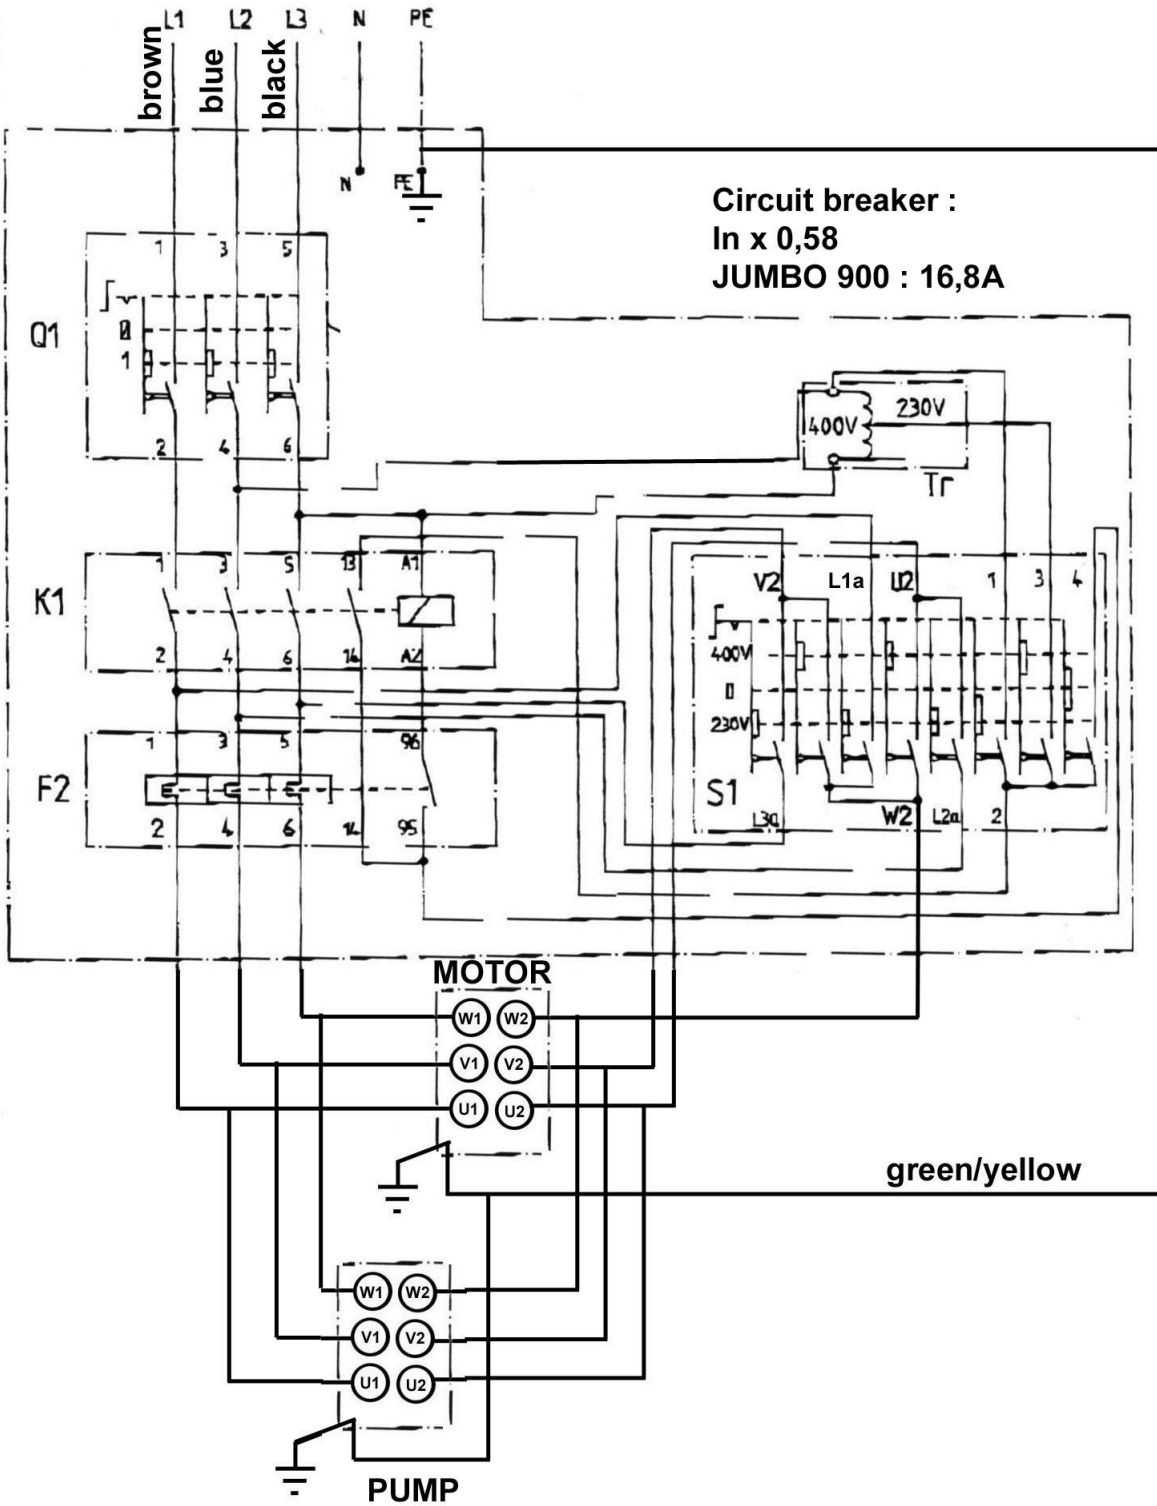 L1 L2 L3 N PE
brown
blue
black
N PE
Circuit breaker :
In x 0,58
JUMBO 900 : 16,8A
1 3 5
Q1
0
1
2 4 6
400V 230V
Tr
1 3 5 13 A1
K1
2 4 6 14 A2
V2 L1a U2 1 3 4
400V
0
230V
S1
L3a W2 L2a 2
1 3 5 96
F2
2 4 6 14 95
MOTOR
W1 W2
V1 V2
U1 U2
green/yellow
W1 W2
V1 V2
U1 U2
PUMP